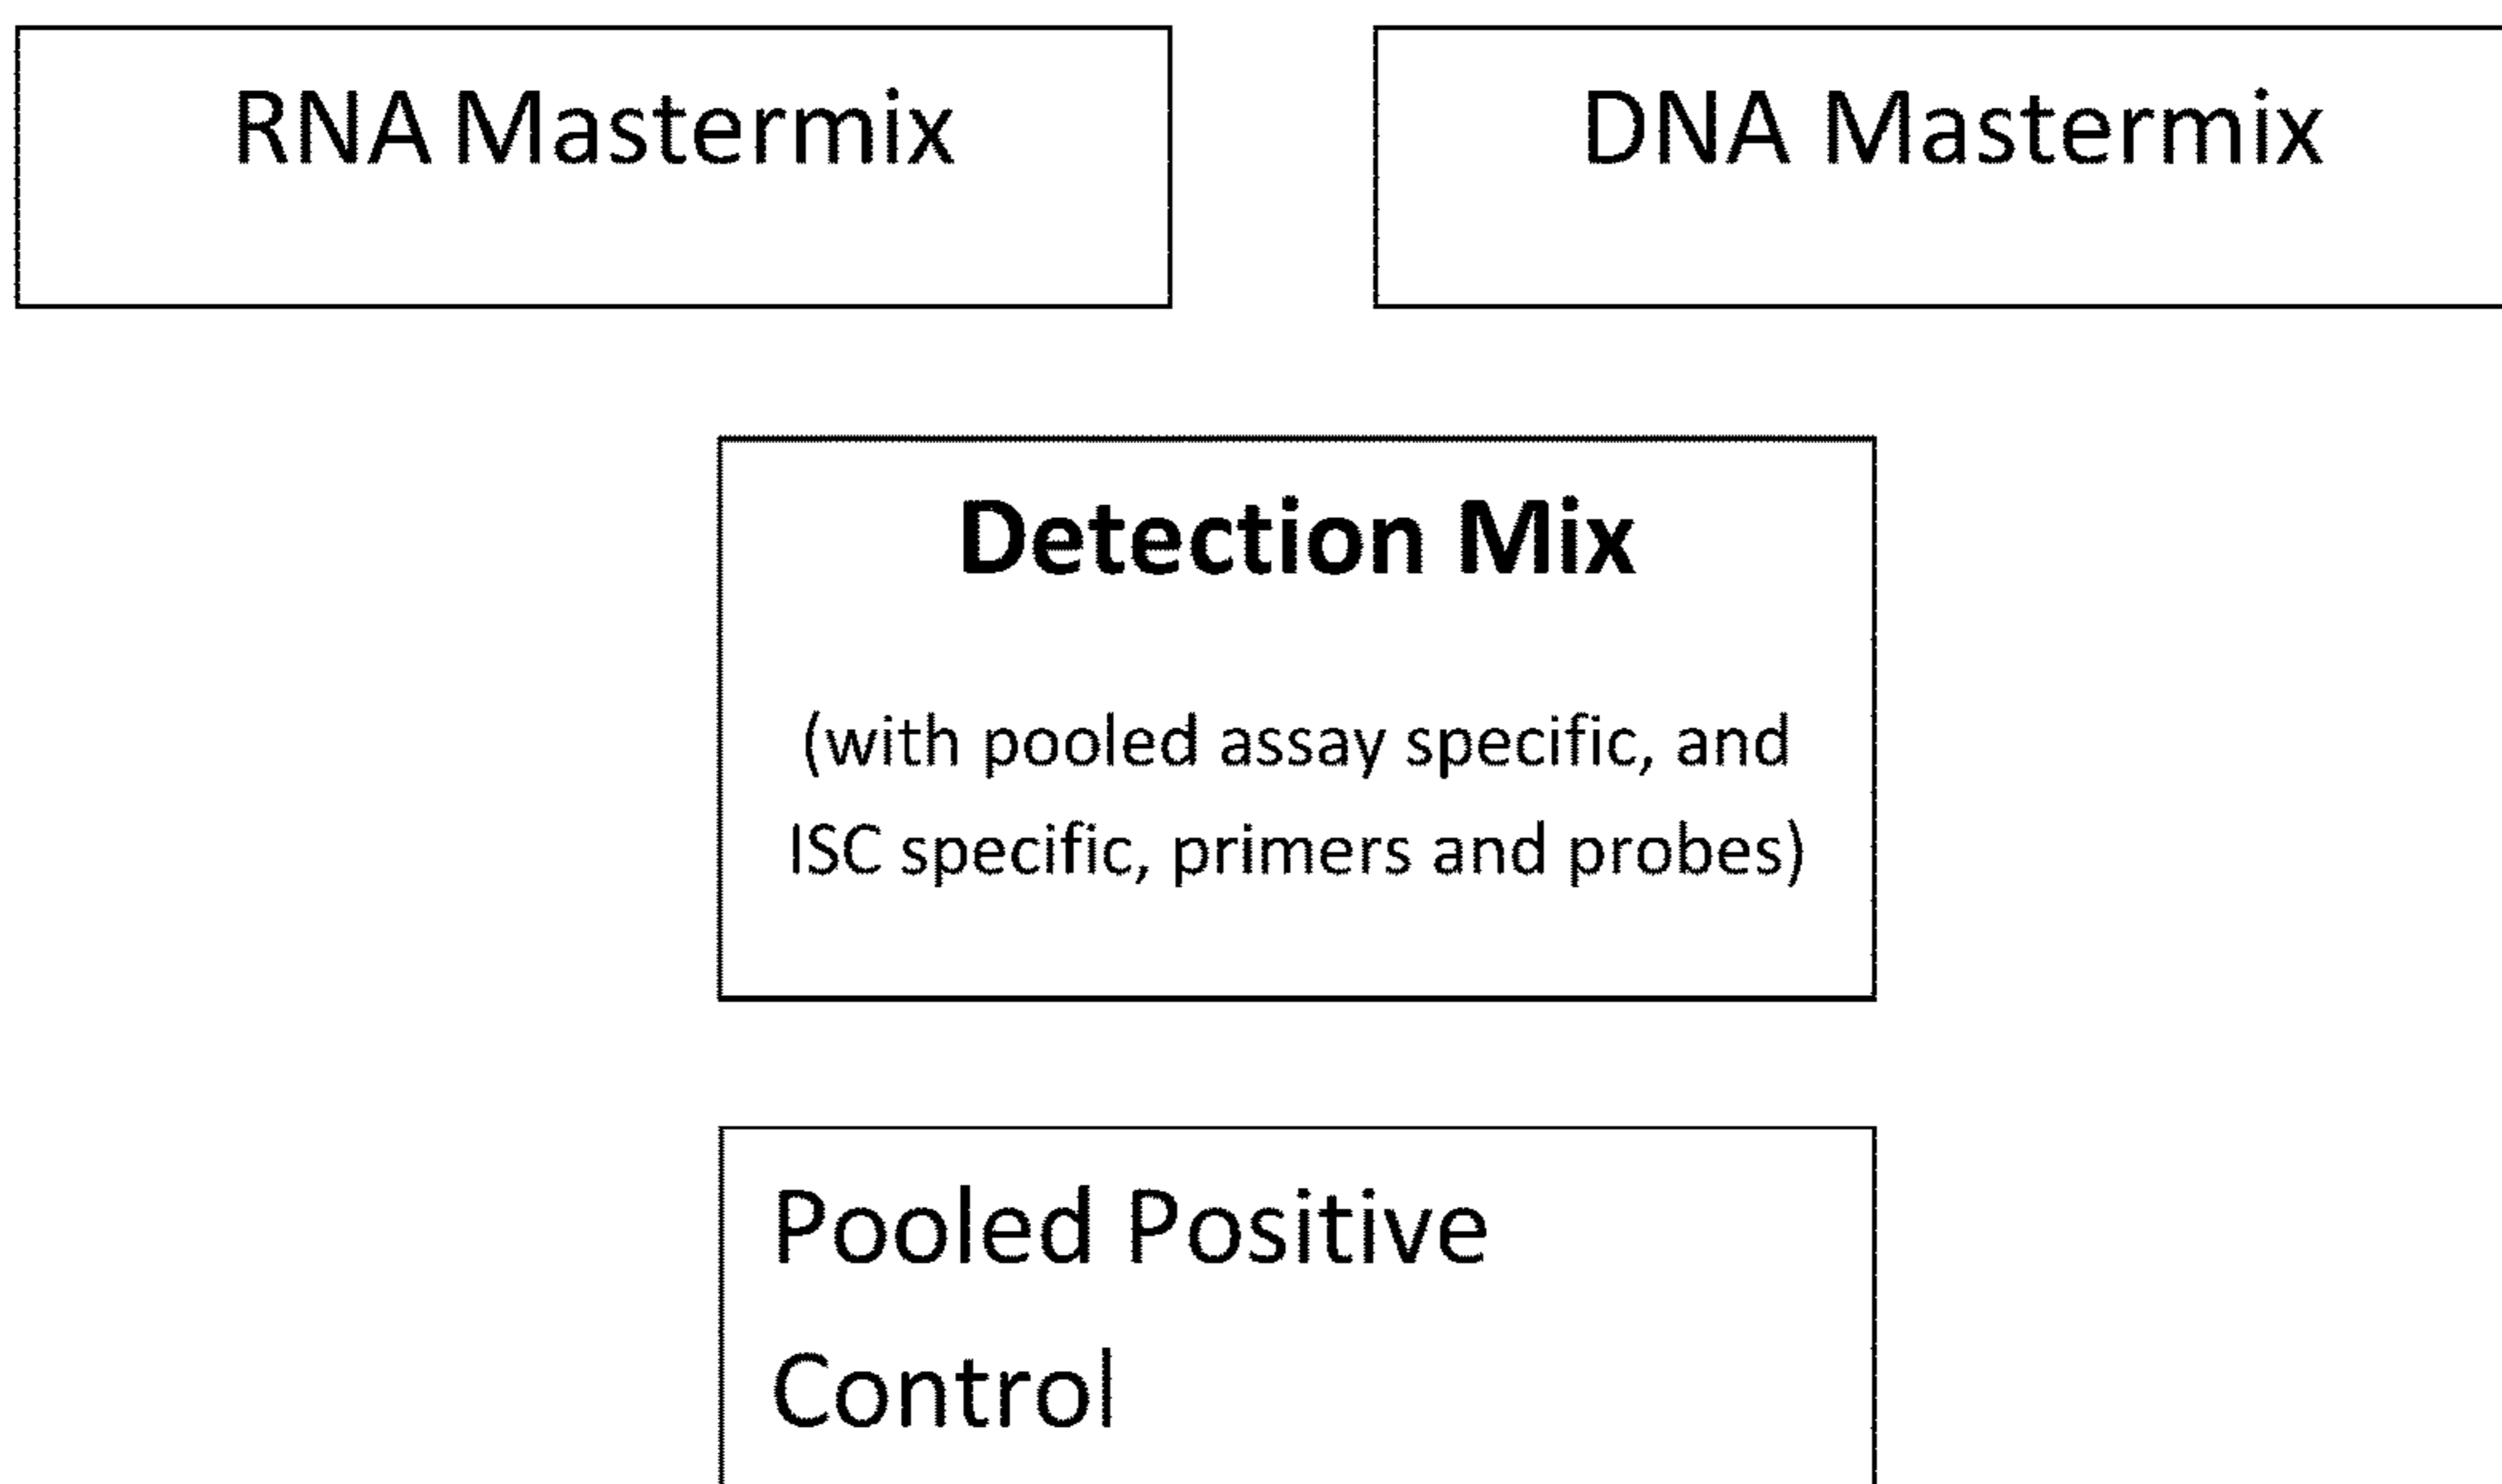 RNA Mastermix
DNA Mastermix
Detection Mix
(with pooled assay specific, and
ISC specific, primers and probes)
Pooled Positive
Control